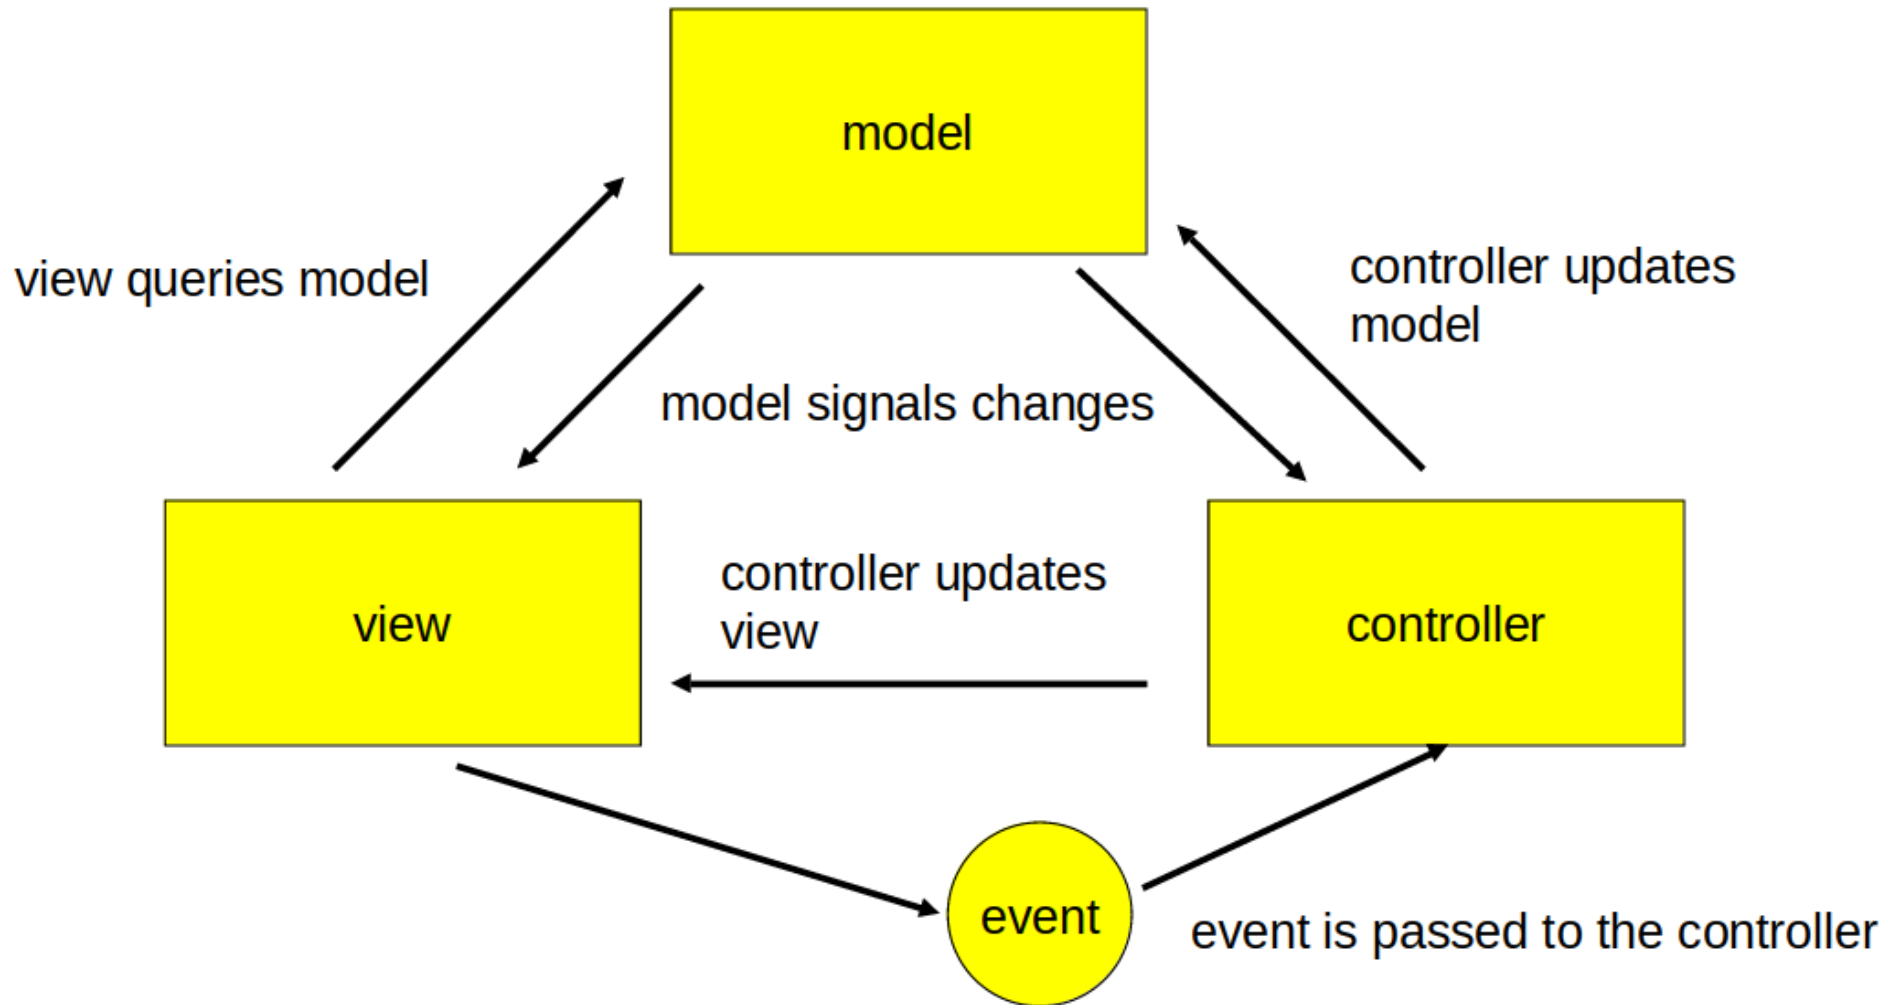 model
view queries model
controller updates
model
model signals changes
controller updates
view
view
controller
event
event is passed to the controller